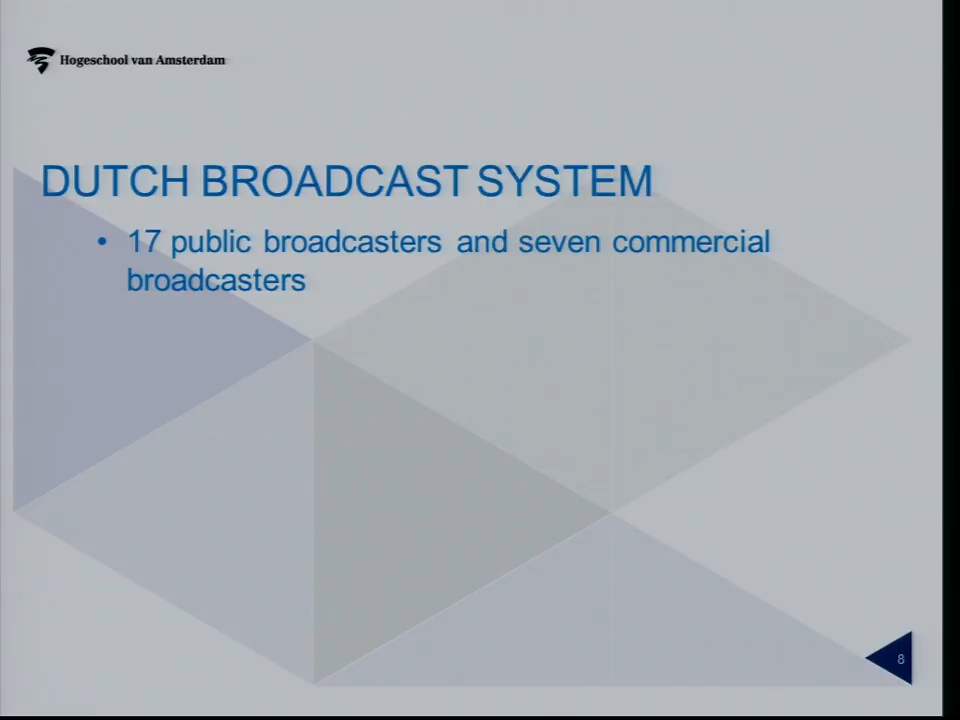 Hogeschool van Amsterdam
DUTCH BROADCAST SYSTEM
• 17 public broadcasters and seven commercial
broadcasters
8